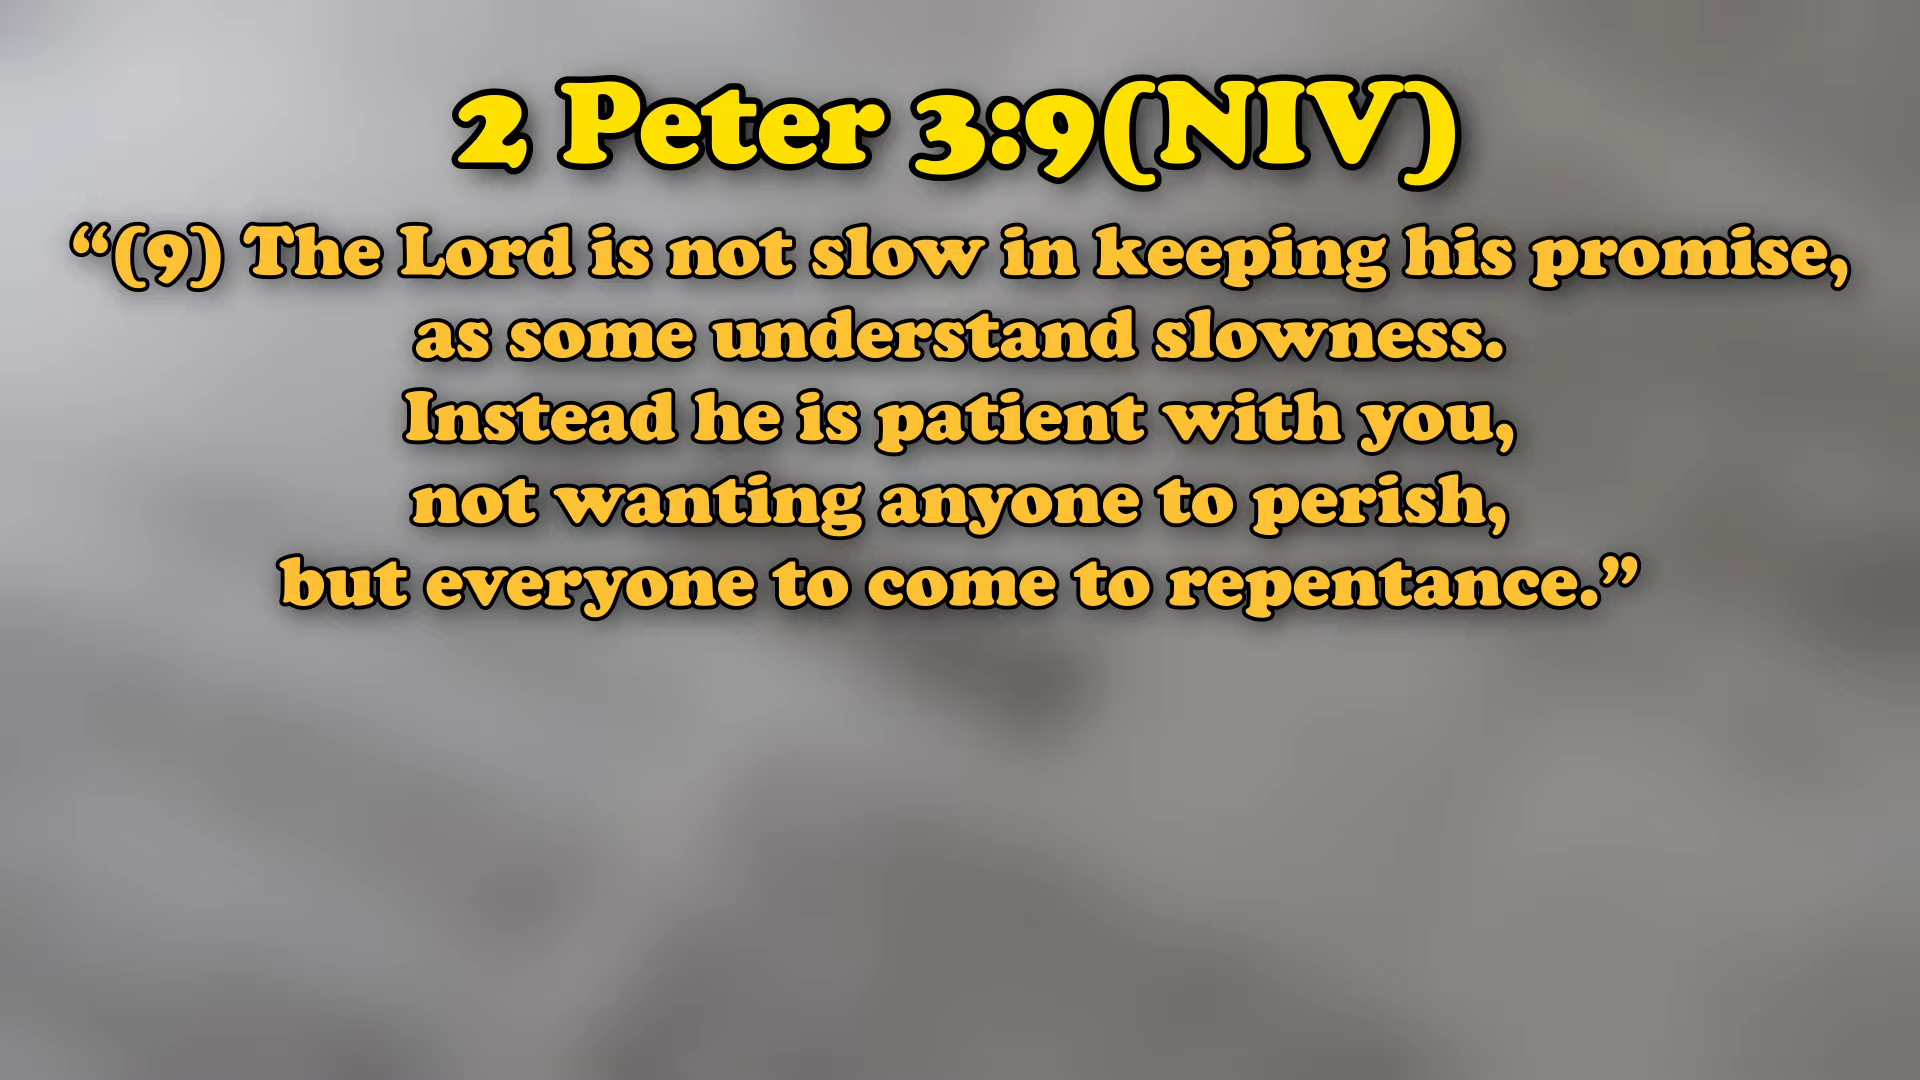 2 Peter 3:9(NIV)
“(9) The Lord is not slow in keeping his promise,
as some understand slowness.
Instead he is patient with you,
not wanting anyone to perish,
but everyone to come to repentance.”